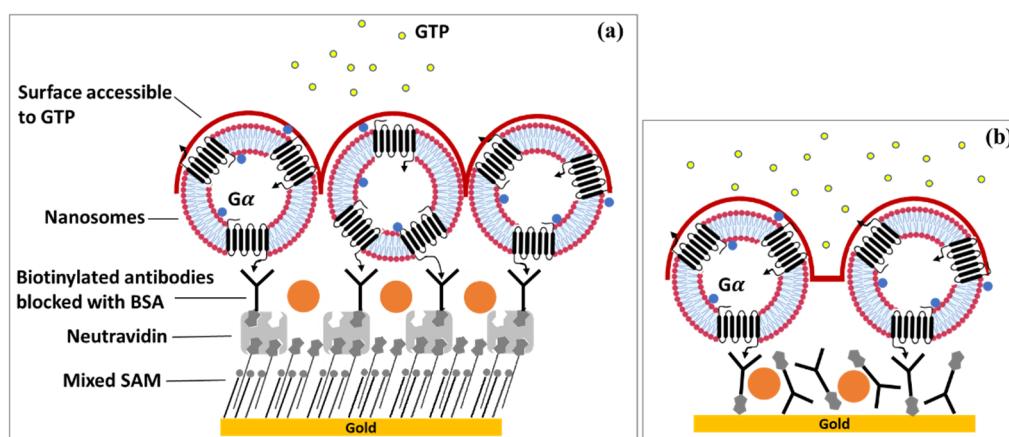 GTP
(a)
Surface accessible
to GTP
Gα
Nanosomes
Biotinylated antibodies
blocked with BSA
Neutravidin
Mixed SAM
Gold
(b)
Gα
Gold